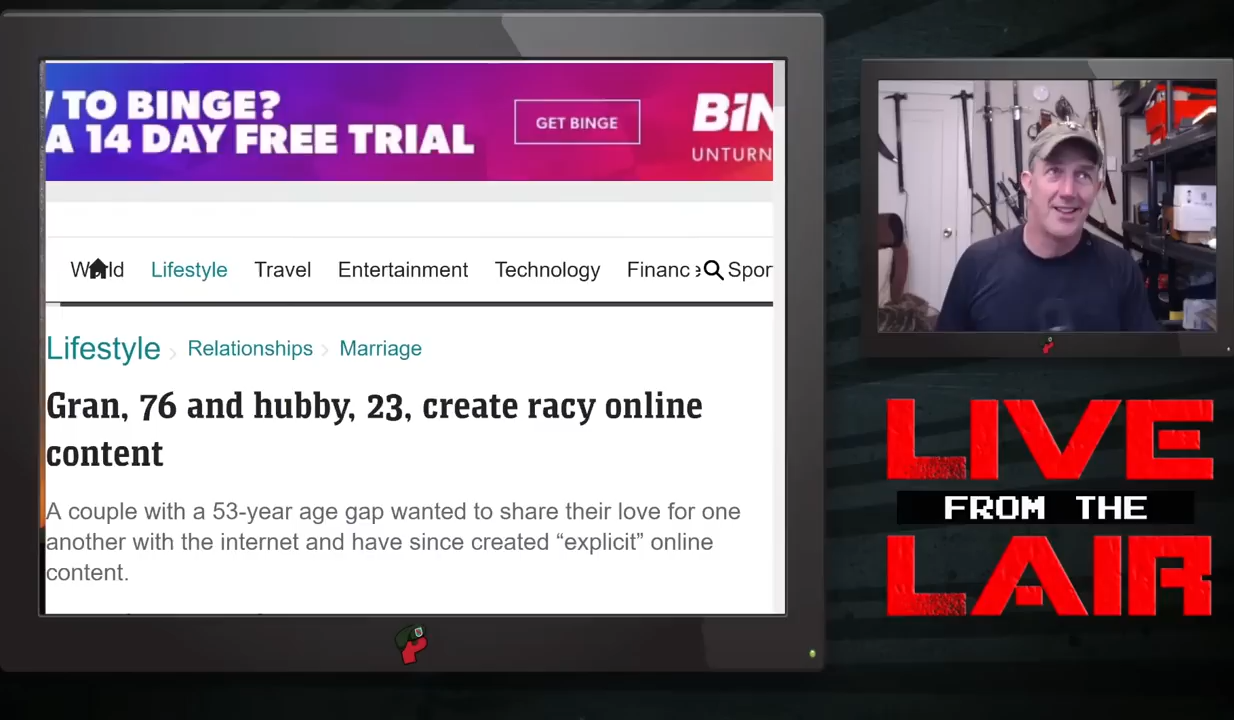 TO BINGE?
A 14 DAY FREE TRIAL
GET BINGE
BiN
UNTURN
World Lifestyle Travel Entertainment Technology Financ Spor
Lifestyle > Relationships > Marriage
Gran, 76 and hubby, 23, create racy online
content
A couple with a 53-year age gap wanted to share their love for one
another with the internet and have since created “explicit” online
content.
LIVE
FROM THE
LAIR